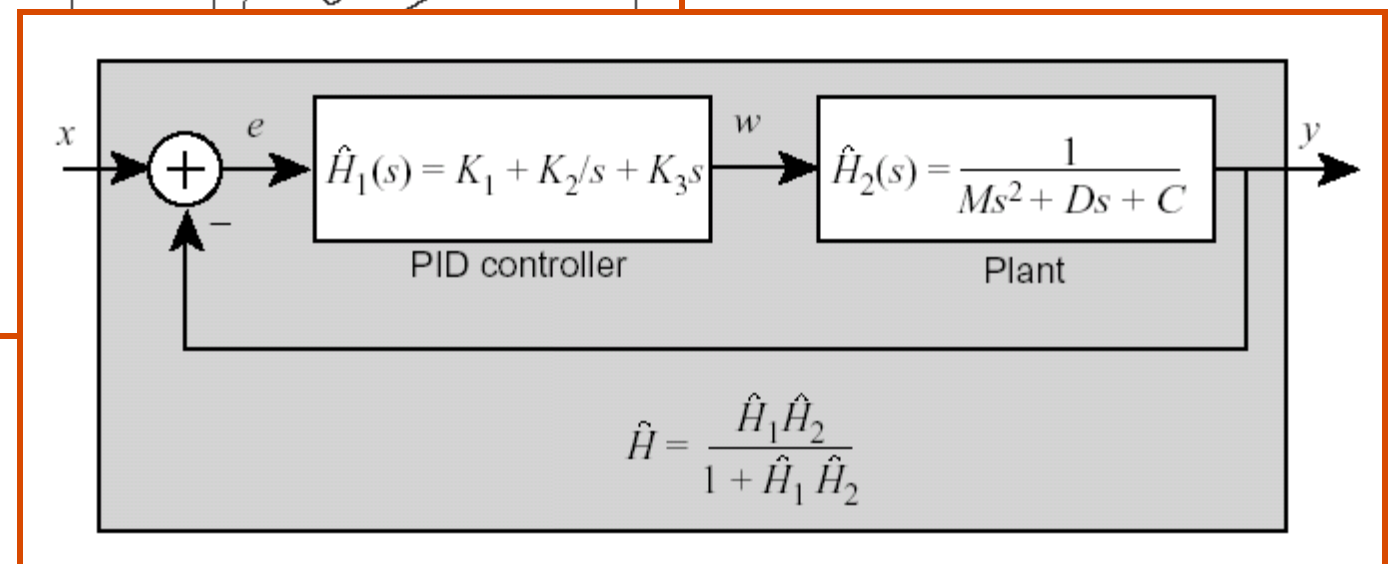 x
+
e
Ĥ₁(s) = K₁ + K₂/s + K₃s
w
Ĥ₂(s) = 1 / (Ms² + Ds + C)
y
−
PID controller
Plant
Ĥ = Ĥ₁Ĥ₂ / (1 + Ĥ₁ Ĥ₂)